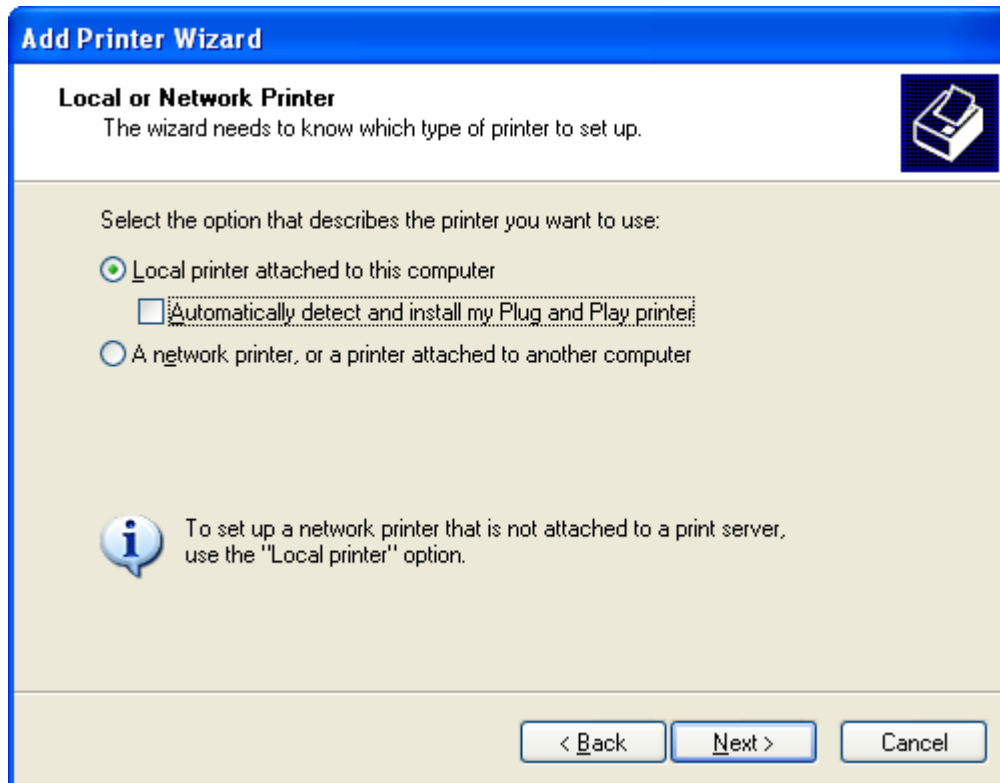 Add Printer Wizard
Local or Network Printer
The wizard needs to know which type of printer to set up.
Select the option that describes the printer you want to use:
Local printer attached to this computer
Automatically detect and install my Plug and Play printer
A network printer, or a printer attached to another computer
To set up a network printer that is not attached to a print server,
use the "Local printer" option.
< Back Next > Cancel